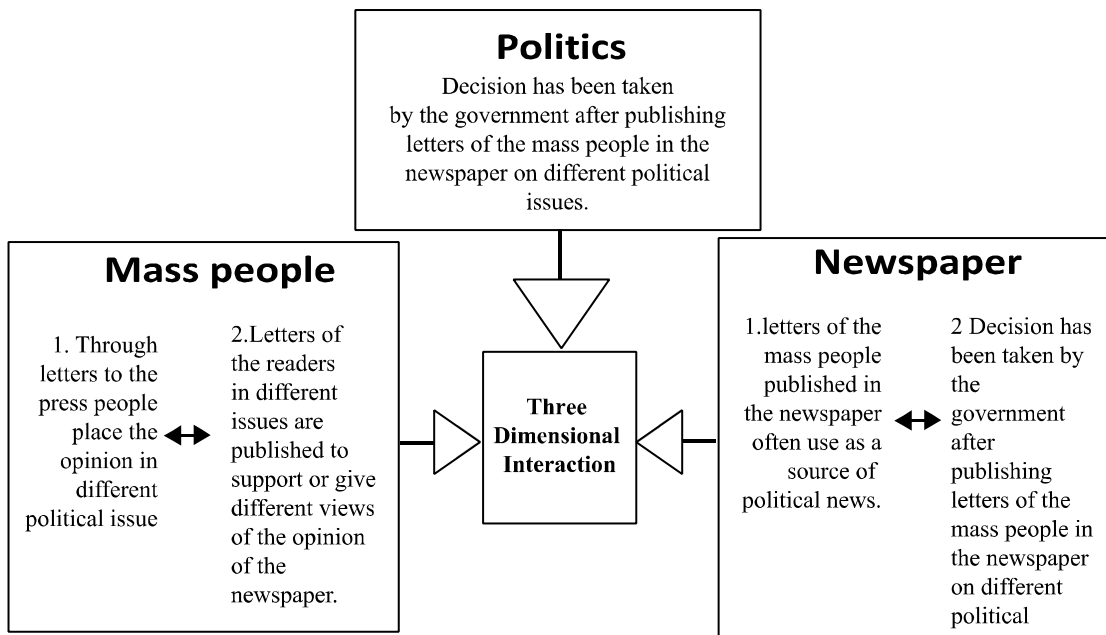 Politics
Decision has been taken
by the government after publishing
letters of the mass people in the
newspaper on different political
issues.
Mass people
1. Through
letters to the
press people
place the
opinion in
different
political issue
2.Letters of
the readers
in different
issues are
published to
support or give
different views
of the opinion
of the
newspaper.
Three
Dimensional
Interaction
Newspaper
1.letters of the
mass people
published in
the newspaper
often use as a
source of
political news.
2 Decision has
been taken by
the
government
after
publishing
letters of the
mass people in
the newspaper
on different
political